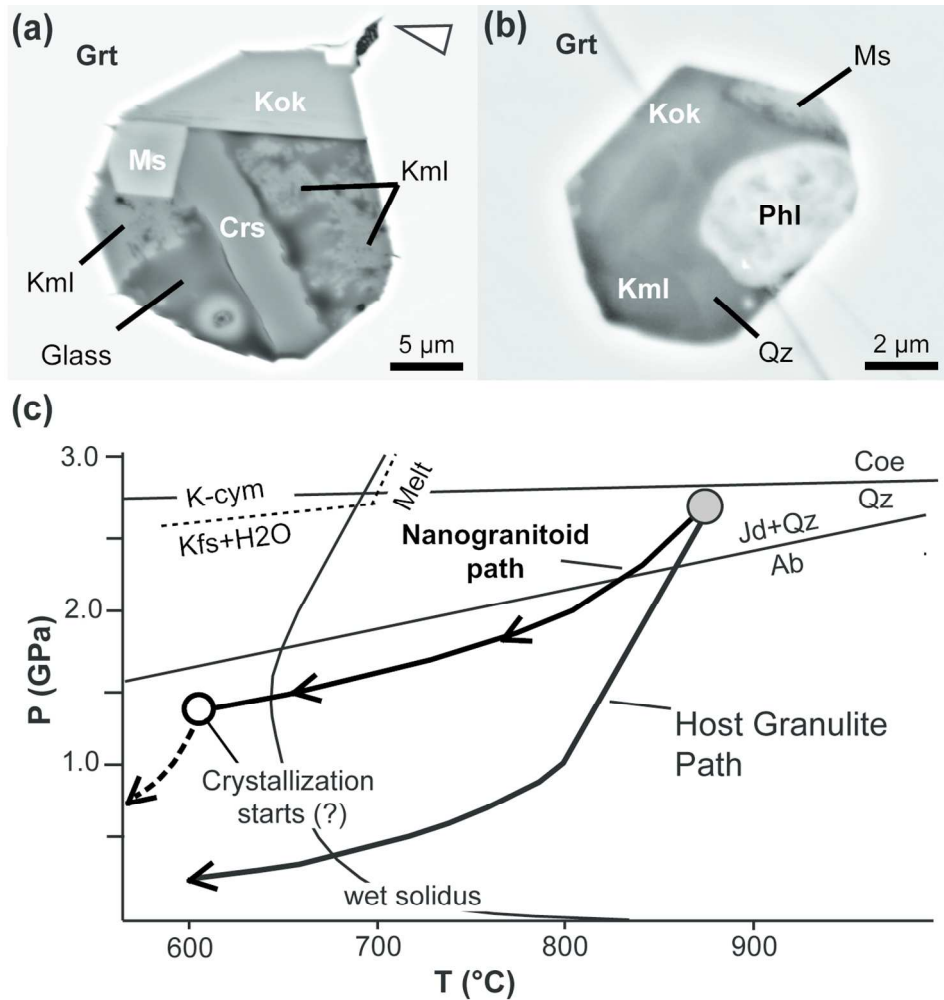 (a)
Grt
Kok
Ms
Kml
Crs
Kml
Glass
5 µm
(b)
Grt
Ms
Kok
Phl
Kml
Qz
2 µm
(c)
3.0
K-cym
Kfs+H2O
Melt
Coe
Qz
Nanogranitoid
path
Jd+Qz
Ab
2.0
P (GPa)
1.0
Crystallization
starts (?)
Host Granulite
Path
wet solidus
600
700
800
900
T (°C)